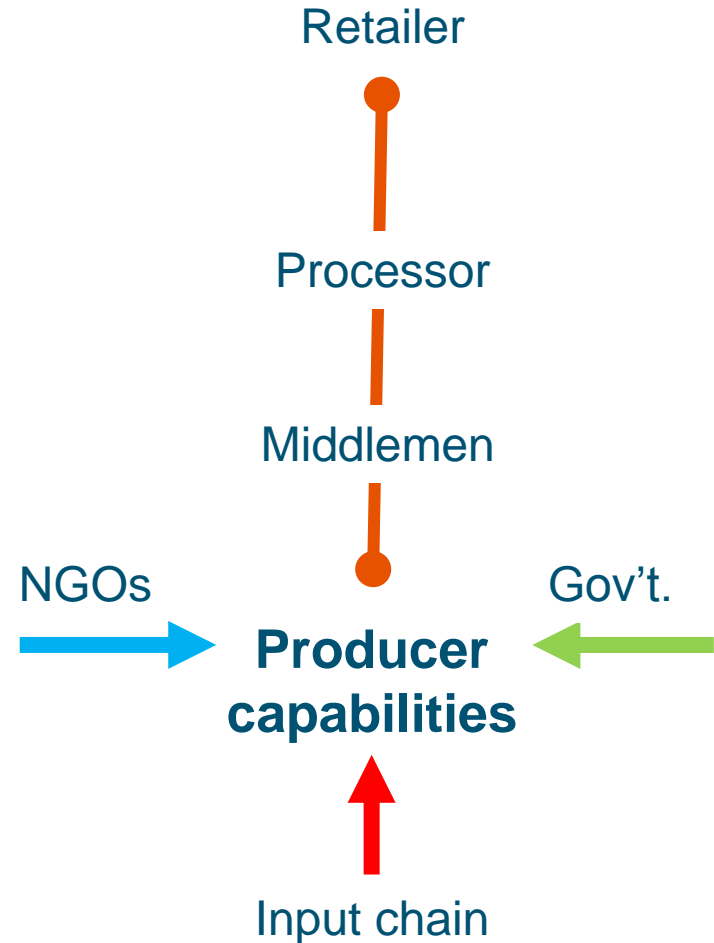 Retailer
Processor
Middlemen
NGOs
Gov’t.
Producer
capabilities
Input chain